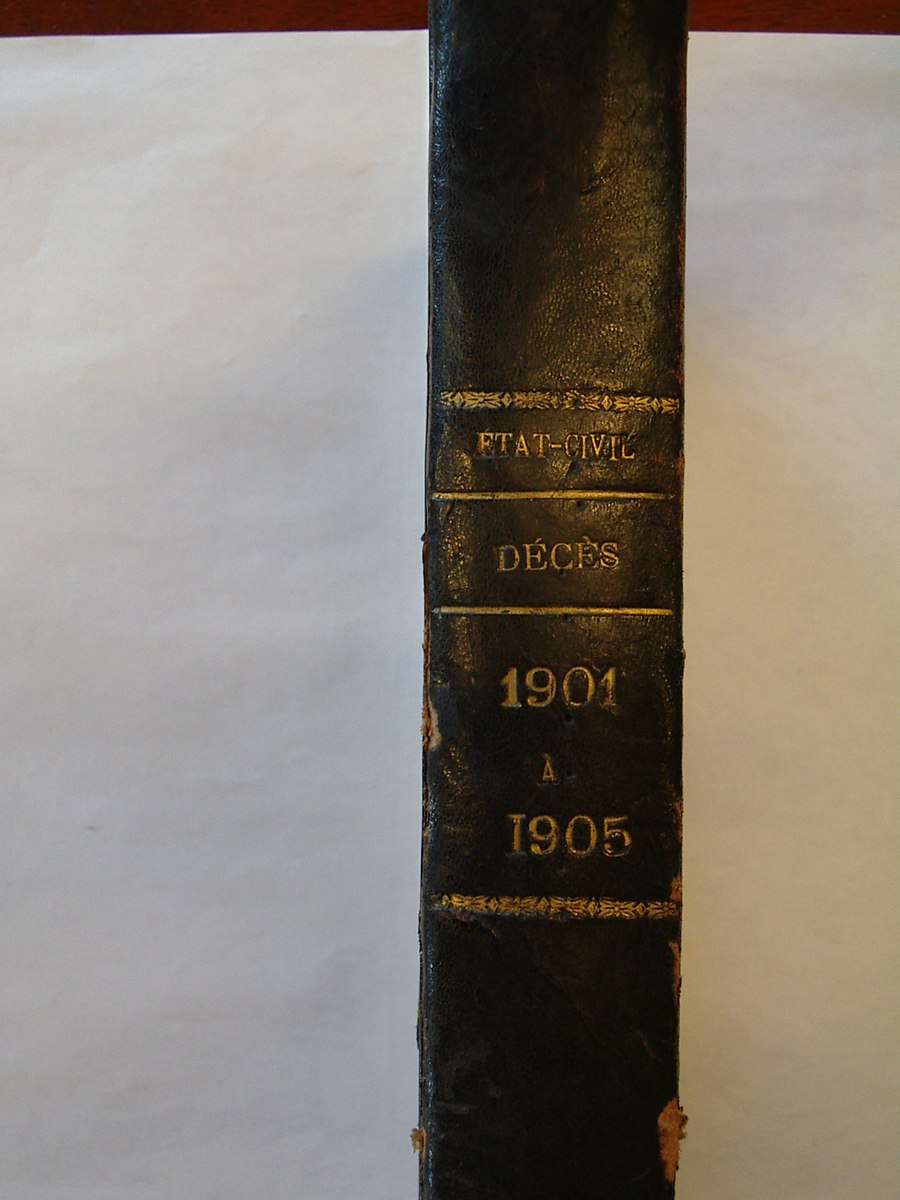 ETAT-CIVIL
DÉCÈS
1901
À
1905